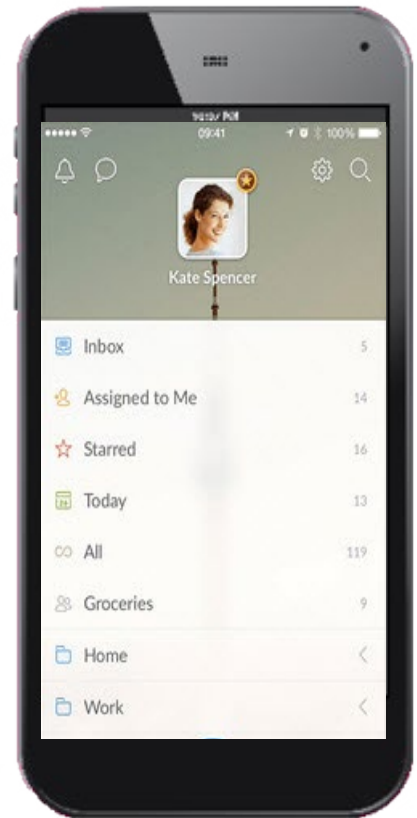 09:41
100%
Kate Spencer
Inbox 5
Assigned to Me 14
Starred 16
Today 13
All 119
Groceries 9
Home
Work